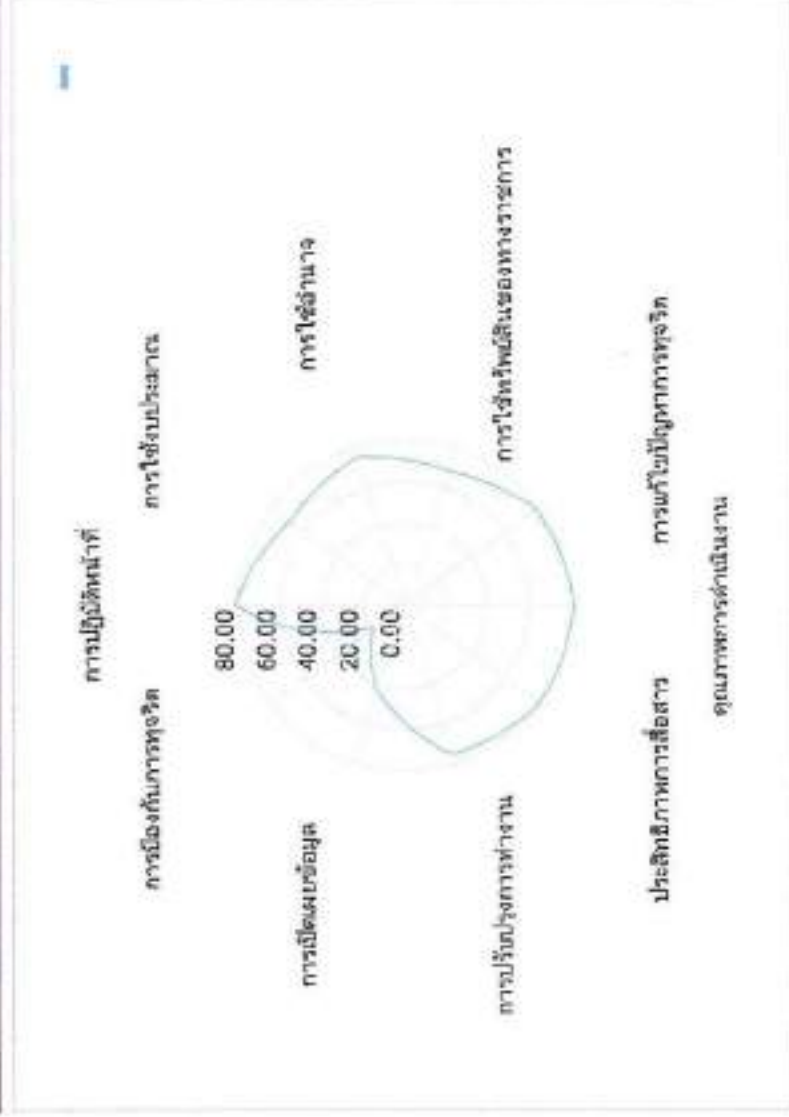 การปฏิบัติหน้าที่
การป้องกันการทุจริต
การใช้งบประมาณ
80.00
60.00
40.00
20.00
0.00
การเปิดเผยข้อมูล
การใช้อำนาจ
การปรับปรุงการทำงาน
การใช้ทรัพย์สินของทางราชการ
ประสิทธิภาพการสื่อสาร
การแก้ไขปัญหาการทุจริต
คุณภาพการดำเนินงาน